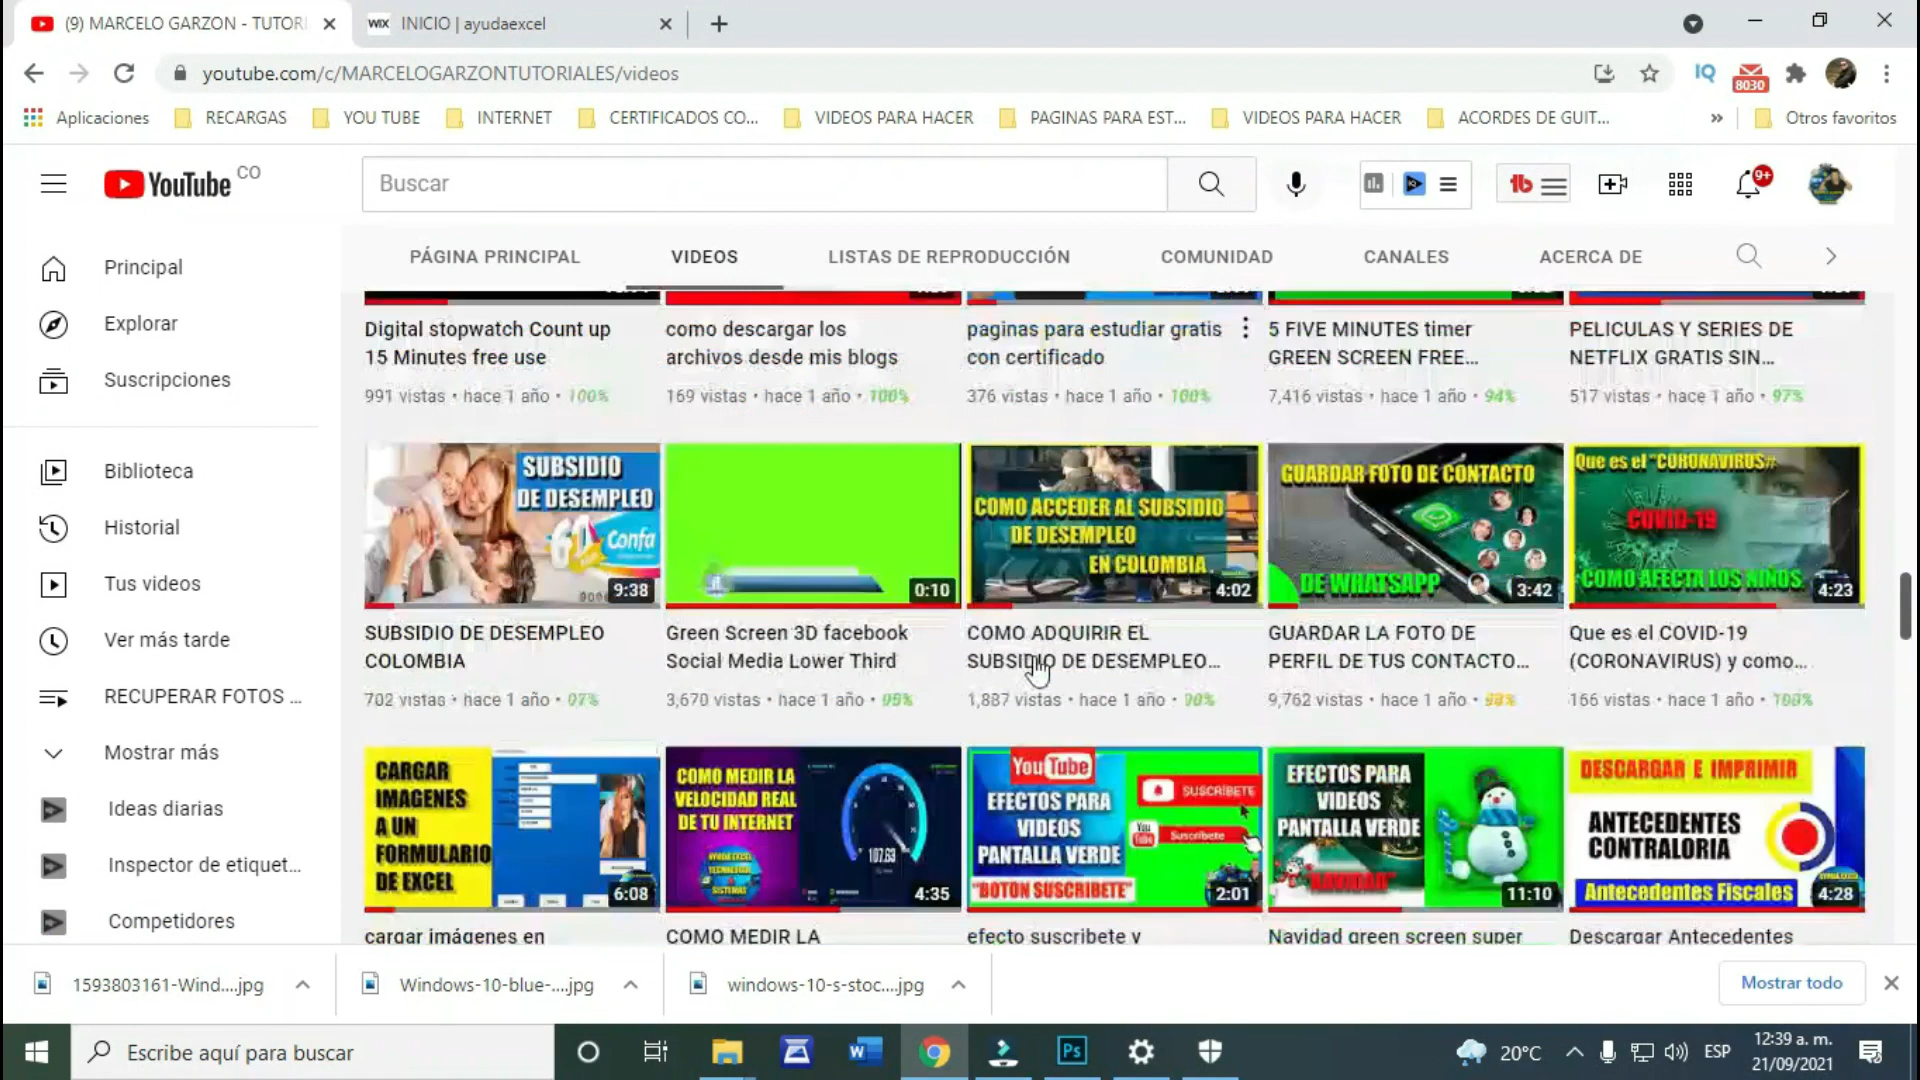 (9) MARCELO GARZON - TUTORI
WIX INICIO | ayudaexcel
youtube.com/c/MARCELOGARZONTUTORIALES/videos
IQ
8030
Aplicaciones
RECARGAS
YOU TUBE
INTERNET
CERTIFICADOS CO...
VIDEOS PARA HACER
PAGINAS PARA EST...
VIDEOS PARA HACER
ACORDES DE GUIT...
»
Otros favoritos
YouTube CO
Buscar
tb
9+
PÁGINA PRINCIPAL
VIDEOS
LISTAS DE REPRODUCCIÓN
COMUNIDAD
CANALES
ACERCA DE
Principal
Explorar
Suscripciones
Biblioteca
Historial
Tus videos
Ver más tarde
RECUPERAR FOTOS ...
Mostrar más
Ideas diarias
Inspector de etiquet...
Competidores
Digital stopwatch Count up
15 Minutes free use
991 vistas • hace 1 año • 100%
como descargar los
archivos desde mis blogs
169 vistas • hace 1 año • 100%
paginas para estudiar gratis
con certificado
376 vistas • hace 1 año • 100%
5 FIVE MINUTES timer
GREEN SCREEN FREE...
7,416 vistas • hace 1 año • 94%
PELICULAS Y SERIES DE
NETFLIX GRATIS SIN...
517 vistas • hace 1 año • 97%
SUBSIDIO
DE DESEMPLEO
Confa
9:38
0:10
COMO ACCEDER AL SUBSIDIO
DE DESEMPLEO
EN COLOMBIA
4:02
GUARDAR FOTO DE CONTACTO
DE WHATSAPP
3:42
Que es el "CORONAVIRUS"
COVID-19
COMO AFECTA LOS NIÑOS
4:23
SUBSIDIO DE DESEMPLEO
COLOMBIA
702 vistas • hace 1 año • 97%
Green Screen 3D facebook
Social Media Lower Third
3,670 vistas • hace 1 año •
COMO ADQUIRIR EL
SUBSIDIO DE DESEMPLEO...
1,887 vistas • hace 1 año •
GUARDAR LA FOTO DE
PERFIL DE TUS CONTACTO...
9,762 vistas • hace 1 año •
Que es el COVID-19
(CORONAVIRUS) y como...
166 vistas • hace 1 año • 100%
CARGAR
IMAGENES
A UN
FORMULARIO
DE EXCEL
6:08
COMO MEDIR LA
VELOCIDAD REAL
DE TU INTERNET
107.63
4:35
YouTube
EFECTOS PARA
VIDEOS
PANTALLA VERDE
"BOTON SUSCRIBETE"
SUSCRÍBETE
You Tube
Suscribete
2:01
EFECTOS PARA
VIDEOS
PANTALLA VERDE
"NAVIDAD"
11:10
DESCARGAR E IMPRIMIR
ANTECEDENTES
CONTRALORIA
Antecedentes Fiscales
4:28
cargar imágenes en
COMO MEDIR LA
efecto suscribete y
Navidad green screen super
Descargar Antecedentes
1593803161-Wind....jpg
Windows-10-blue-....jpg
windows-10-s-stoc....jpg
Mostrar todo
Escribe aquí para buscar
W
Ps
20°C
ESP
12:39 a. m.
21/09/2021